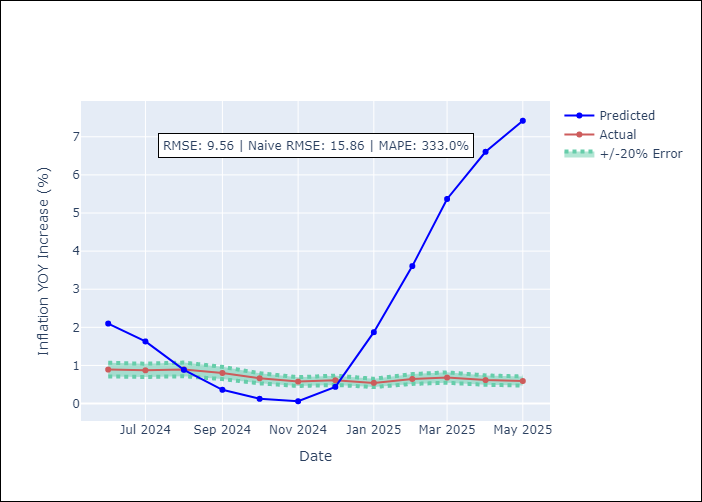 Predicted
Actual
+/-20% Error
RMSE: 9.56 | Naive RMSE: 15.86 | MAPE: 333.0%
Inflation YOY Increase (%)
7
6
5
4
3
2
1
0
Jul 2024
Sep 2024
Nov 2024
Jan 2025
Mar 2025
May 2025
Date